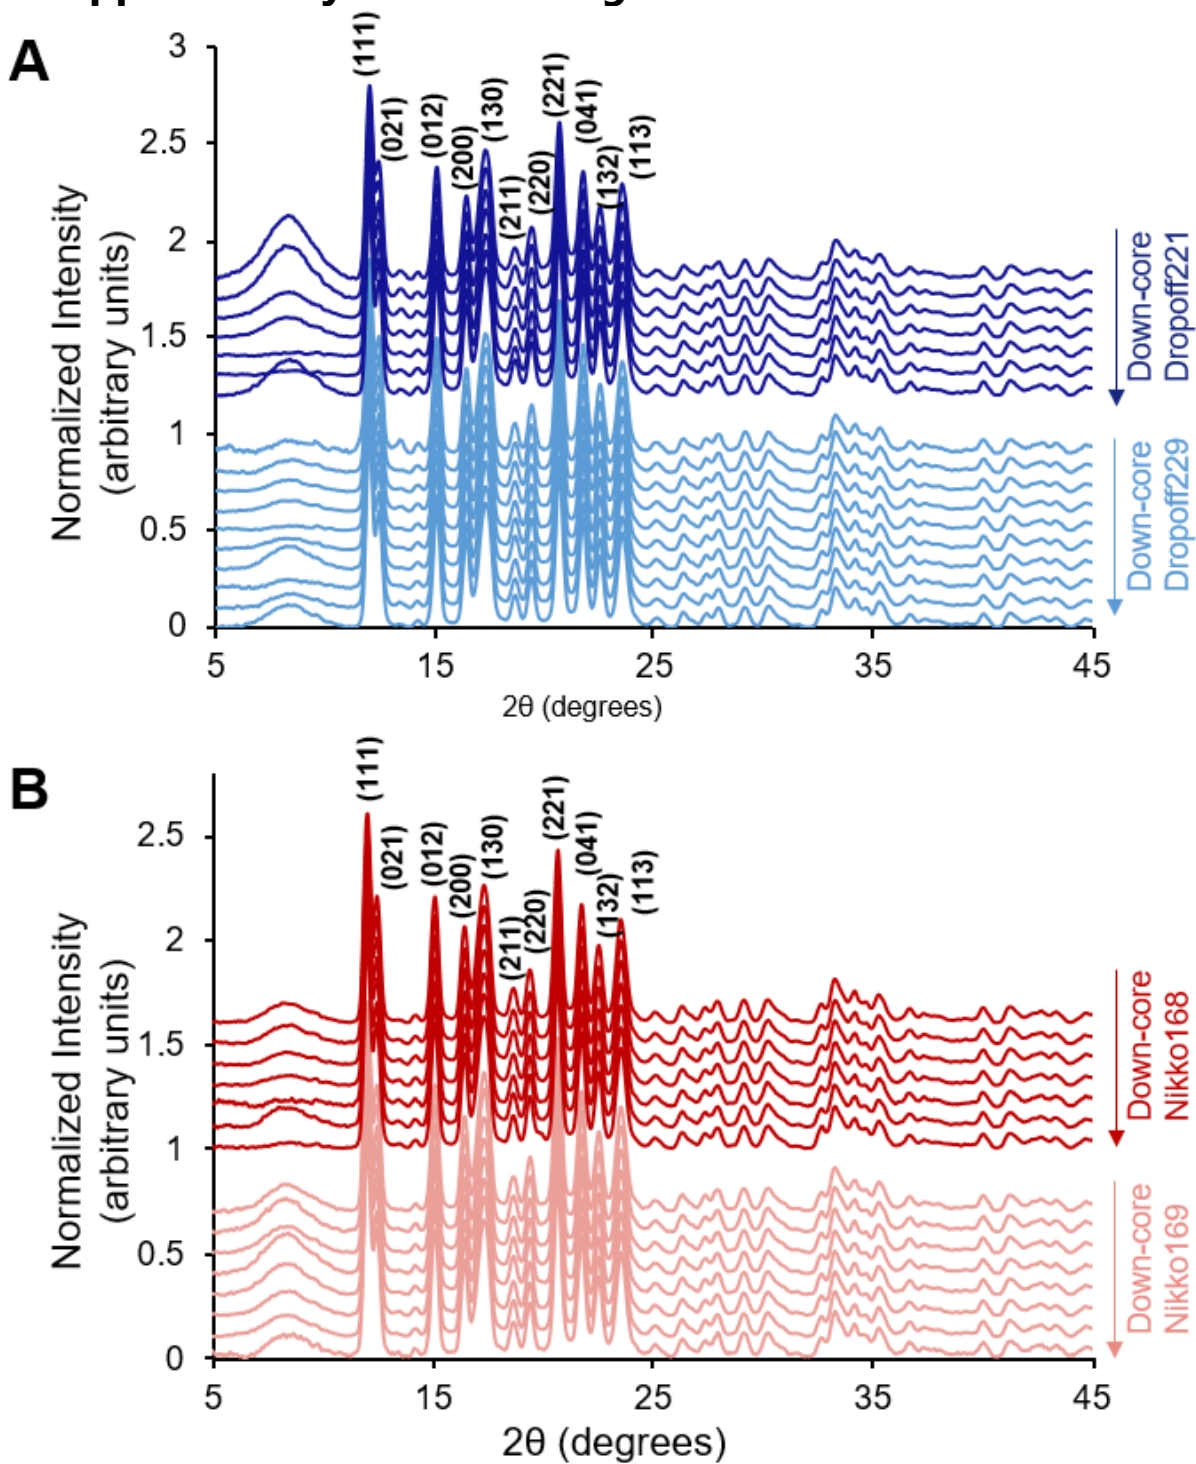 A
3
2.5
2
1.5
1
0.5
0
Normalized Intensity
(arbitrary units)
(111)
(021)
(012)
(200)
(130)
(211)
(220)
(221)
(041)
(132)
(113)
Down-core
Dropoff221
Down-core
Dropoff29
5
15
25
35
45
2θ (degrees)
B
2.5
2
1.5
1
0.5
0
Normalized Intensity
(arbitrary units)
(111)
(021)
(012)
(200)
(130)
(211)
(220)
(221)
(041)
(132)
(113)
Down-core
Nikko168
Down-core
Nikko169
5
15
25
35
45
2θ (degrees)